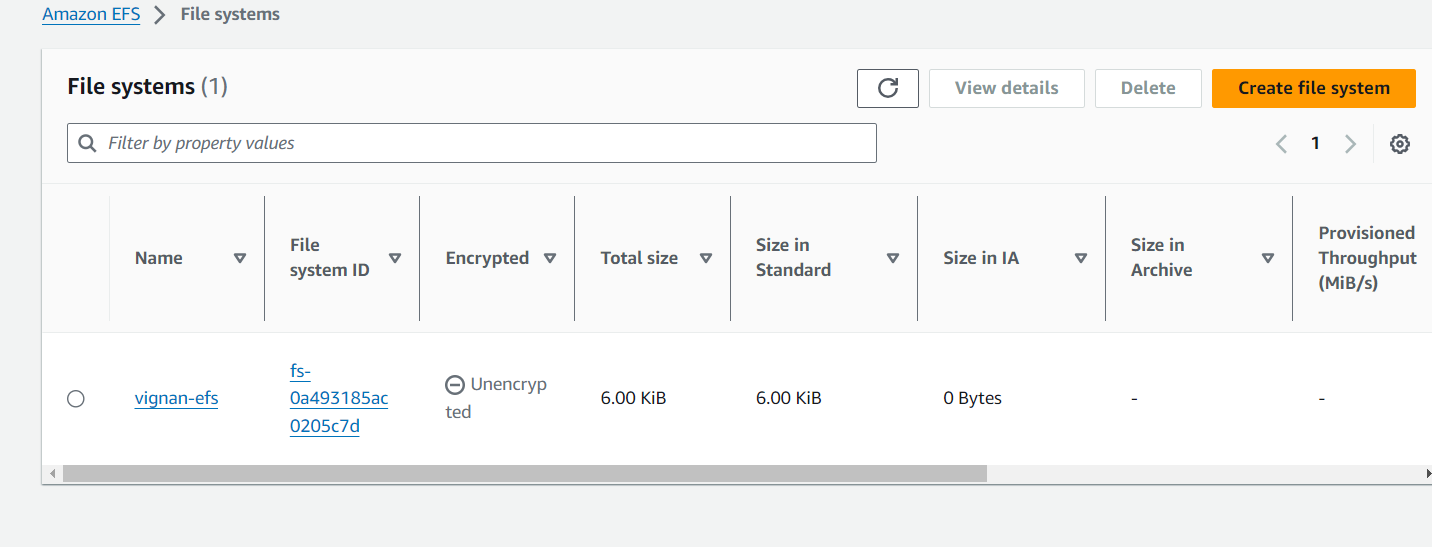 Amazon EFS > File systems
File systems (1)
View details
Delete
Create file system
Filter by property values
1
Name
File
system ID
Encrypted
Total size
Size in
Standard
Size in IA
Size in
Archive
Provisioned
Throughput
(MiB/s)
vignan-efs
fs-
0a493185ac
0205c7d
Unencryp
ted
6.00 KiB
6.00 KiB
0 Bytes
-
-